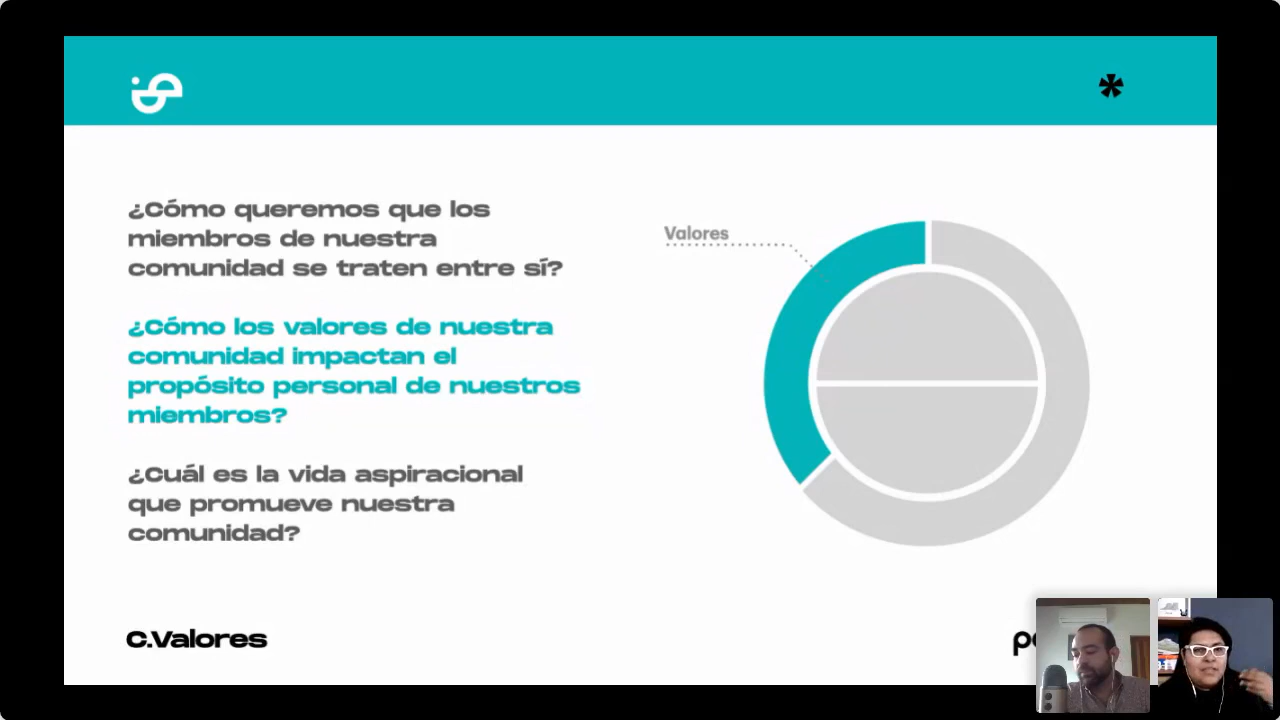 ¿Cómo queremos que los
miembros de nuestra
comunidad se traten entre sí?
¿Cómo los valores de nuestra
comunidad impactan el
propósito personal de nuestros
miembros?
¿Cuál es la vida aspiracional
que promueve nuestra
comunidad?
Valores
C.Valores